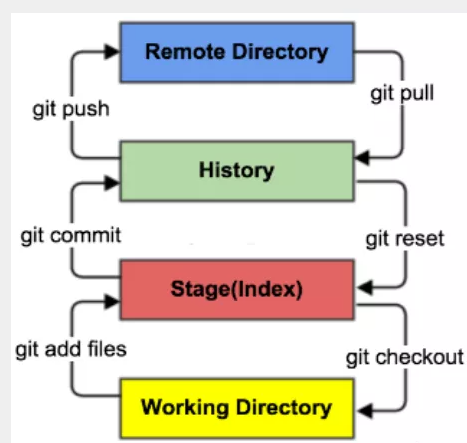 Remote Directory
git push
git pull
History
git commit
git reset
Stage(Index)
git add files
git checkout
Working Directory